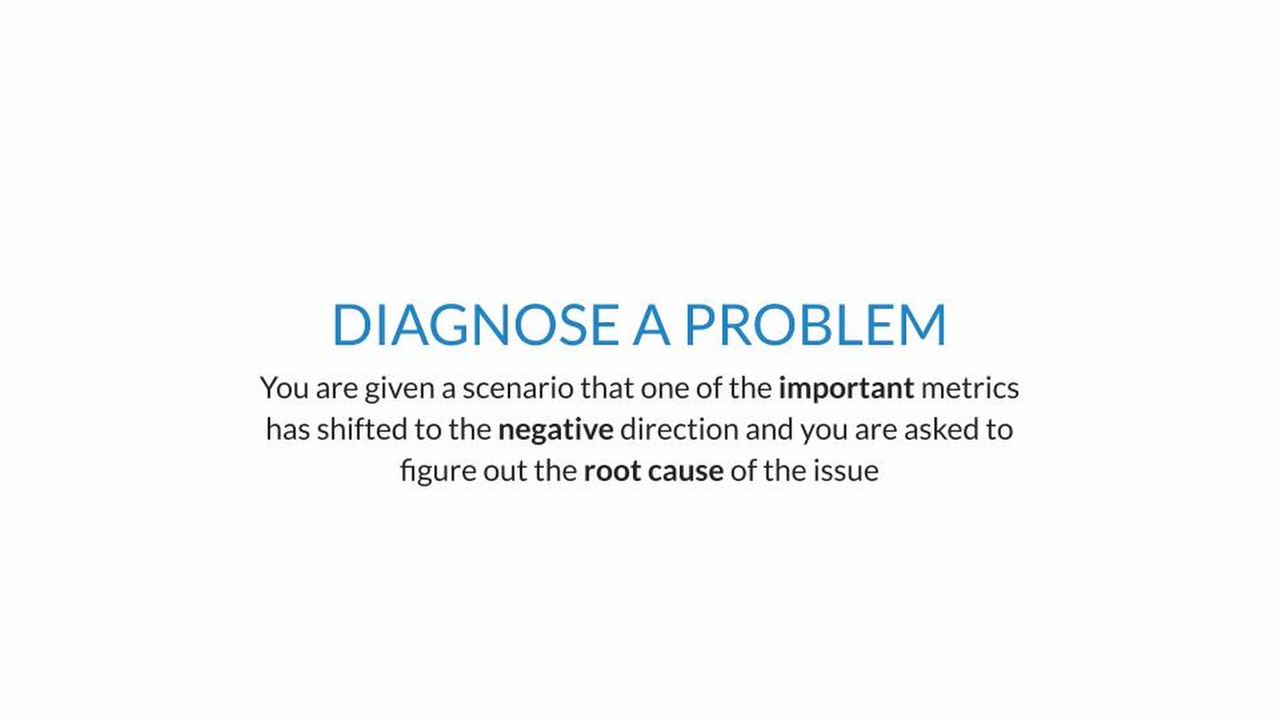 DIAGNOSE A PROBLEM
You are given a scenario that one of the important metrics
has shifted to the negative direction and you are asked to
figure out the root cause of the issue